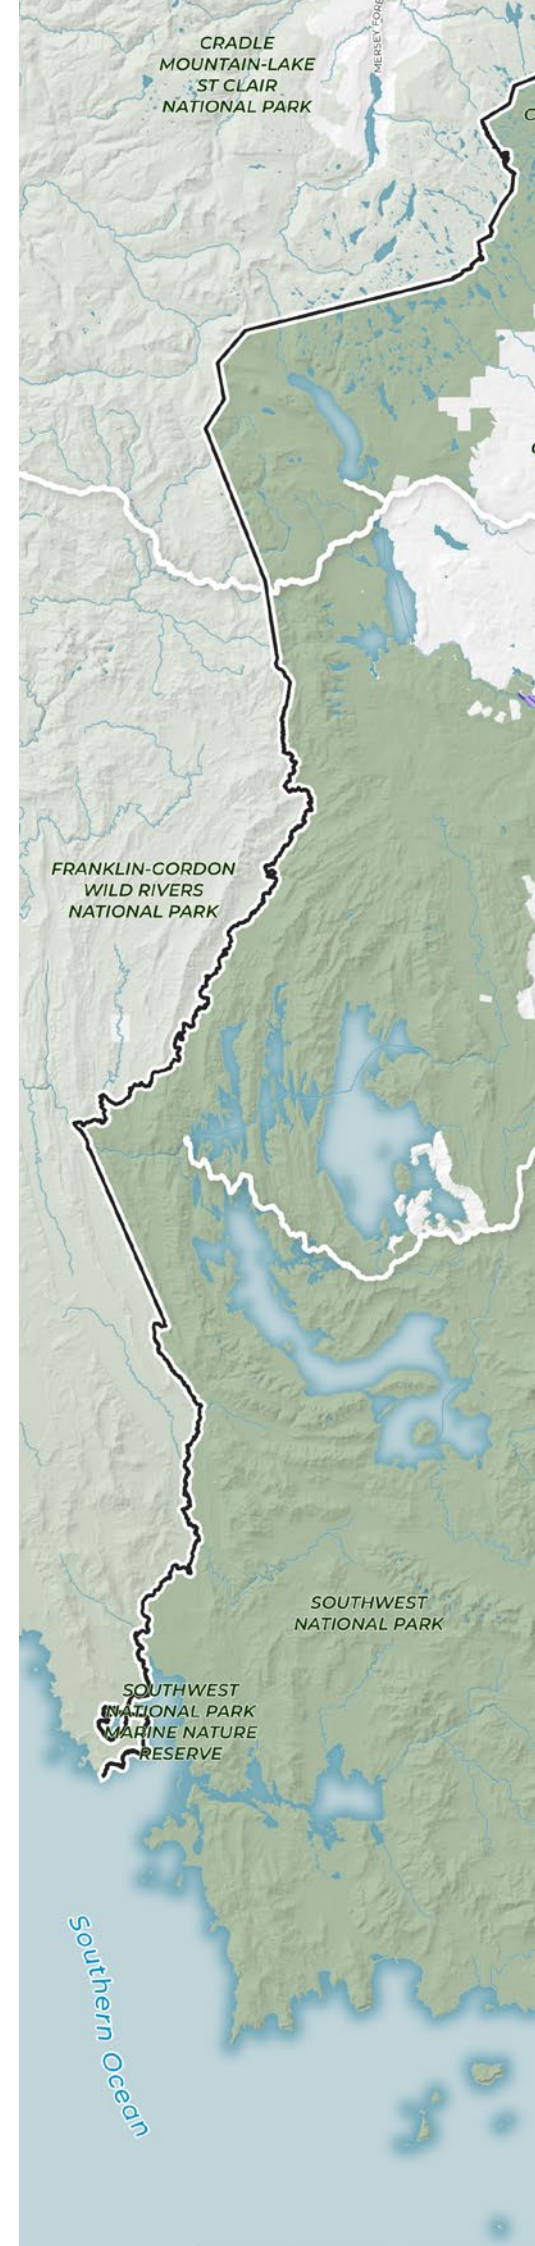 CRADLE
MOUNTAIN-LAKE
ST CLAIR
NATIONAL PARK
FRANKLIN-GORDON
WILD RIVERS
NATIONAL PARK
SOUTHWEST
NATIONAL PARK
SOUTHWEST
NATIONAL PARK
MARINE NATURE
RESERVE
Southern Ocean